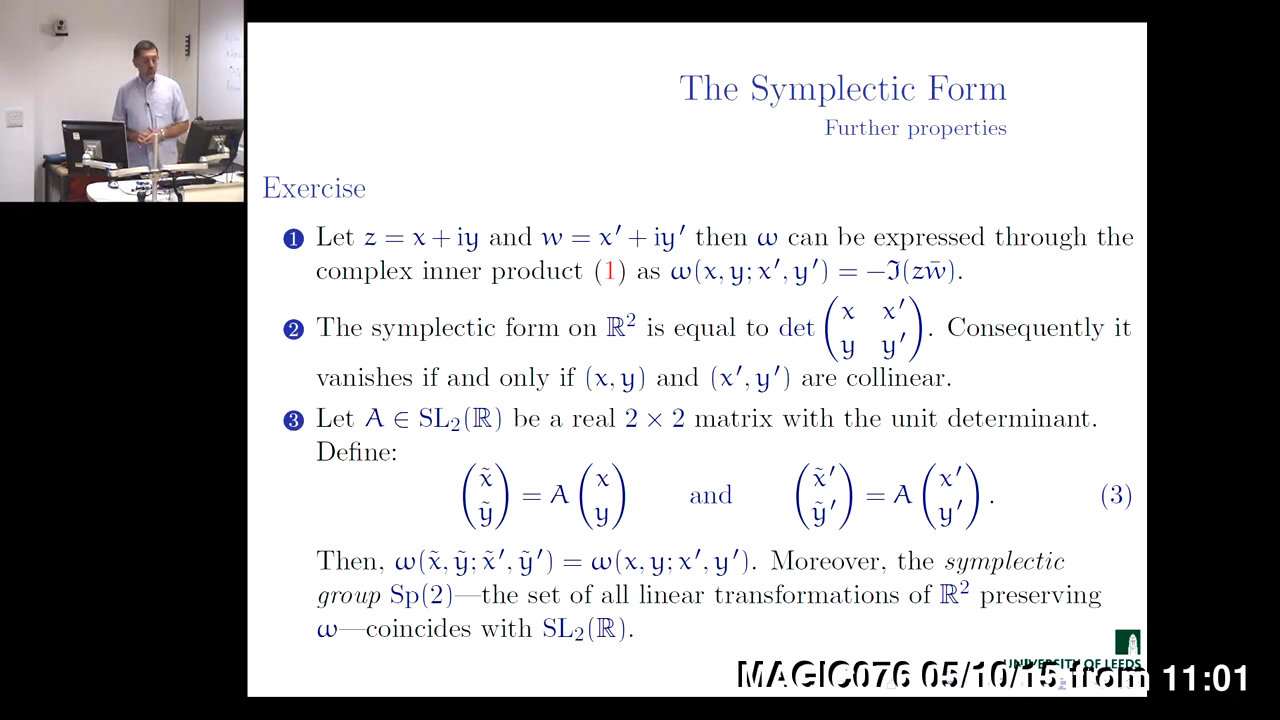 The Symplectic Form
Further properties
Exercise
1 Let z = x + iy and w = x′ + iy′ then ω can be expressed through the
complex inner product (1) as ω(x, y; x′, y′) = −ℑ(zw̄).
2 The symplectic form on ℝ² is equal to det (x x′ / y y′). Consequently it
vanishes if and only if (x, y) and (x′, y′) are collinear.
3 Let A ∈ SL₂(ℝ) be a real 2 × 2 matrix with the unit determinant.
Define:
(x̃ / ỹ) = A (x / y) and (x̃′ / ỹ′) = A (x′ / y′). (3)
Then, ω(x̃, ỹ; x̃′, ỹ′) = ω(x, y; x′, y′). Moreover, the symplectic
group Sp(2)—the set of all linear transformations of ℝ² preserving
ω—coincides with SL₂(ℝ).
UNIVERSITY OF LEEDS
MAGIC076 05/10/15 from 11:01